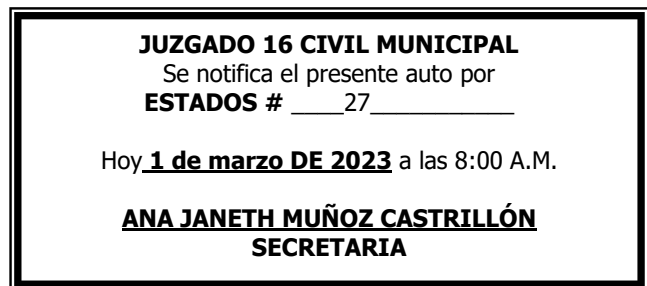 JUZGADO 16 CIVIL MUNICIPAL
Se notifica el presente auto por
ESTADOS # ____27___________
Hoy 1 de marzo DE 2023 a las 8:00 A.M.
ANA JANETH MUÑOZ CASTRILLÓN
SECRETARIA